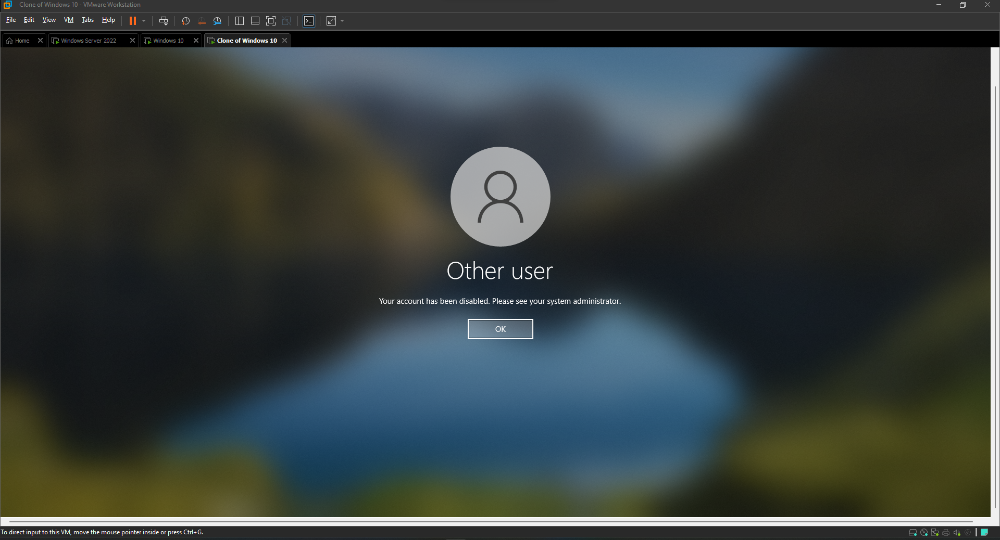 Clone of Windows 10 - VMware Workstation
File Edit View VM Tabs Help
Home Windows Server 2022 Windows 10 Clone of Windows 10
Other user
Your account has been disabled. Please see your system administrator.
OK
To direct input to this VM, move the mouse pointer inside or press Ctrl+G.